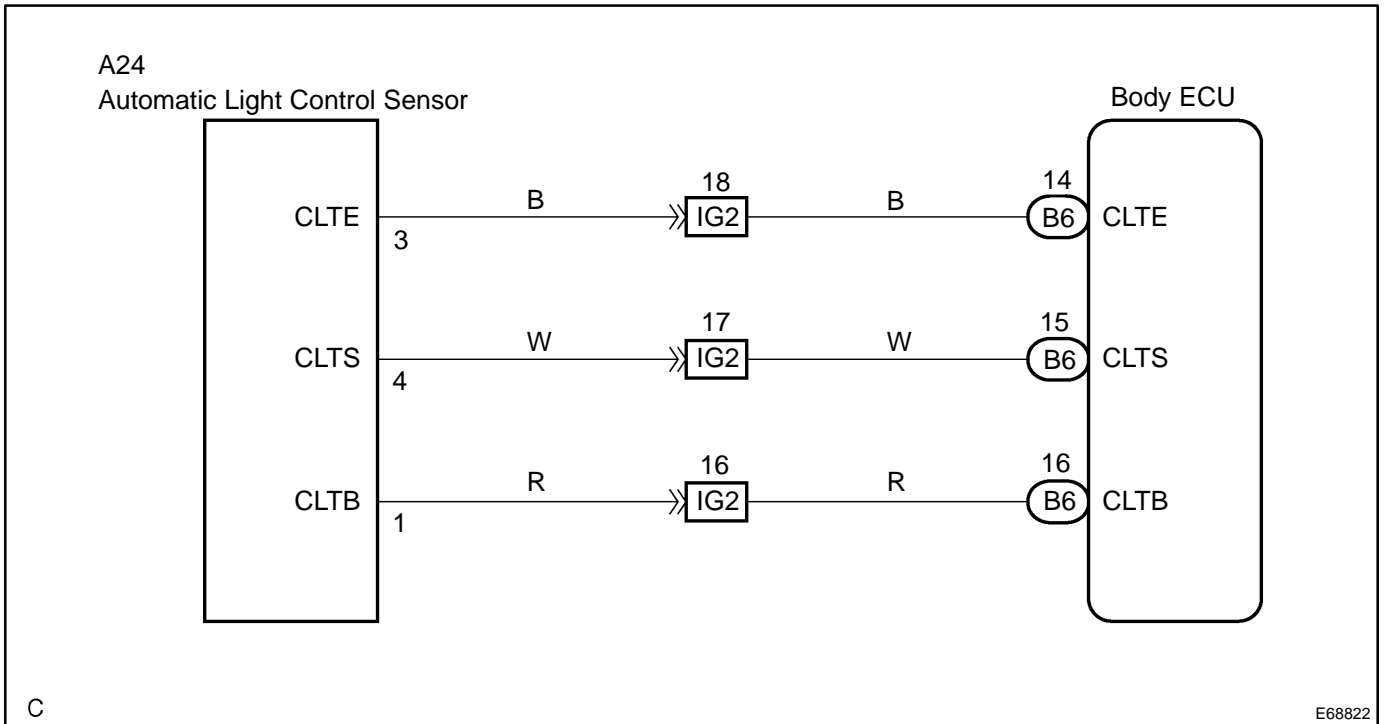 A24
Automatic Light Control Sensor
Body ECU
CLTE 3 B 18 IG2 B 14 B6 CLTE
CLTS 4 W 17 IG2 W 15 B6 CLTS
CLTB 1 R 16 IG2 R 16 B6 CLTB
C
E68822